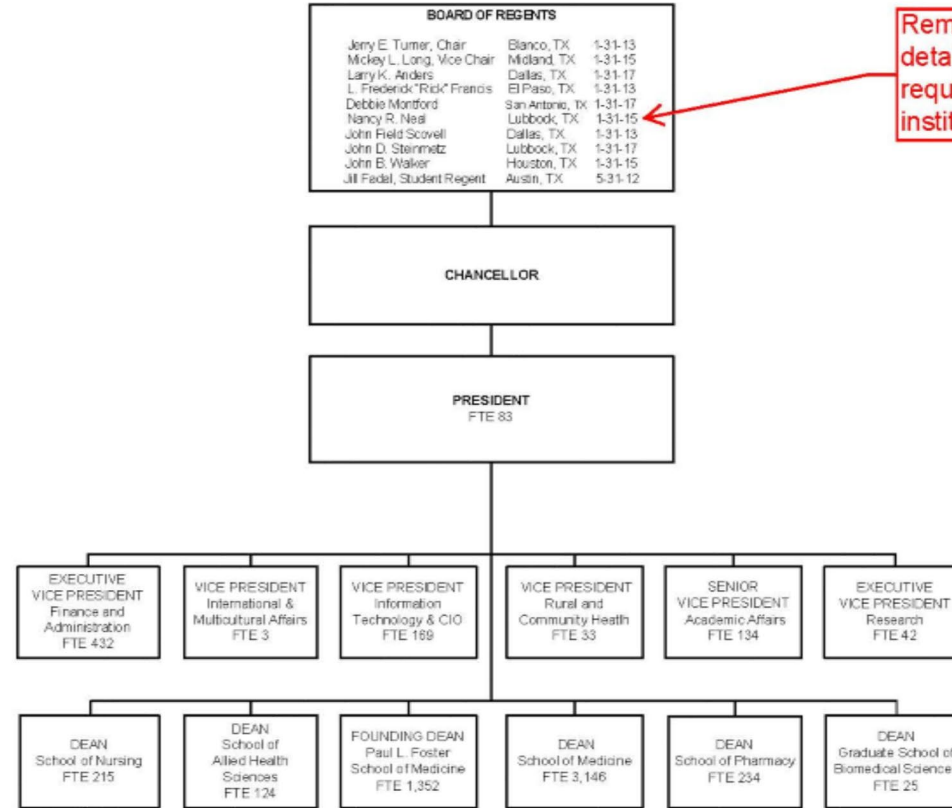 BOARD OF REGENTS
Jerry E. Turner, Chair Blanco, TX 1-31-13
Mickey L. Long, Vice Chair Midland, TX 1-31-15
Larry K. Anders Dallas, TX 1-31-17
L. Frederick "Rick" Francis El Paso, TX 1-31-13
Debbie Montford San Antonio, TX 1-31-17
Nancy R. Neal Lubbock, TX 1-31-15
John Field Scovell Dallas, TX 1-31-13
John D. Steinmetz Lubbock, TX 1-31-17
John B. Walker Houston, TX 1-31-15
Jill Fadal, Student Regent Austin, TX 5-31-12
Rem
deta
requ
instit
CHANCELLOR
PRESIDENT
FTE 83
EXECUTIVE
VICE PRESIDENT
Finance and
Administration
FTE 432
VICE PRESIDENT
International &
Multicultural Affairs
FTE 3
VICE PRESIDENT
Information
Technology & CIO
FTE 169
VICE PRESIDENT
Rural and
Community Heatlh
FTE 33
SENIOR
VICE PRESIDENT
Academic Affairs
FTE 134
EXECUTIVE
VICE PRESIDENT
Research
FTE 42
DEAN
School of Nursing
FTE 215
DEAN
School of
Allied Health
Sciences
FTE 124
FOUNDING DEAN
Paul L. Foster
School of Medicine
FTE 1,352
DEAN
School of Medicine
FTE 3,146
DEAN
School of Pharmacy
FTE 234
DEAN
Graduate School of
Biomedical Science
FTE 25